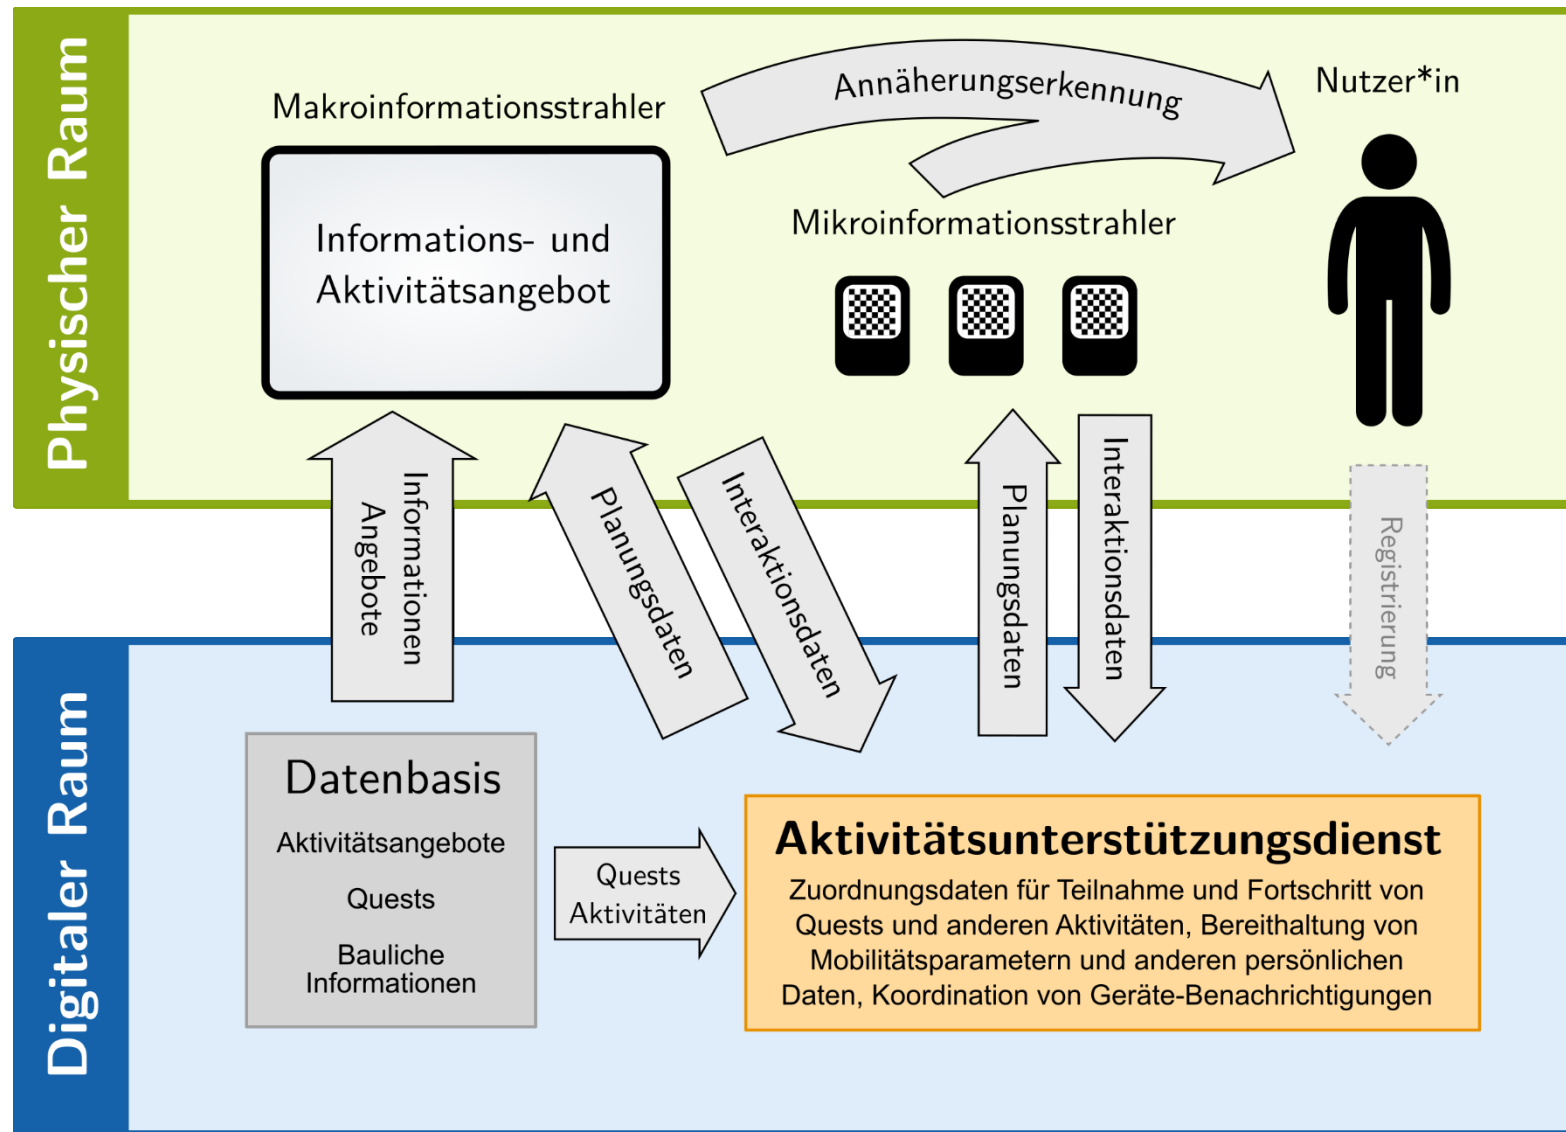 Physischer Raum
Makroinformationsstrahler
Informations- und
Aktivitätsangebot
Annäherungserkennung
Mikroinformationsstrahler
Nutzer*in
Informationen
Angebote
Planungsdaten
Interaktionsdaten
Planungsdaten
Interaktionsdaten
Registrierung
Digitaler Raum
Datenbasis
Aktivitätsangebote
Quests
Bauliche
Informationen
Quests
Aktivitäten
Aktivitätsunterstützungsdienst
Zuordnungsdaten für Teilnahme und Fortschritt von
Quests und anderen Aktivitäten, Bereithaltung von
Mobilitätsparametern und anderen persönlichen
Daten, Koordination von Geräte-Benachrichtigungen